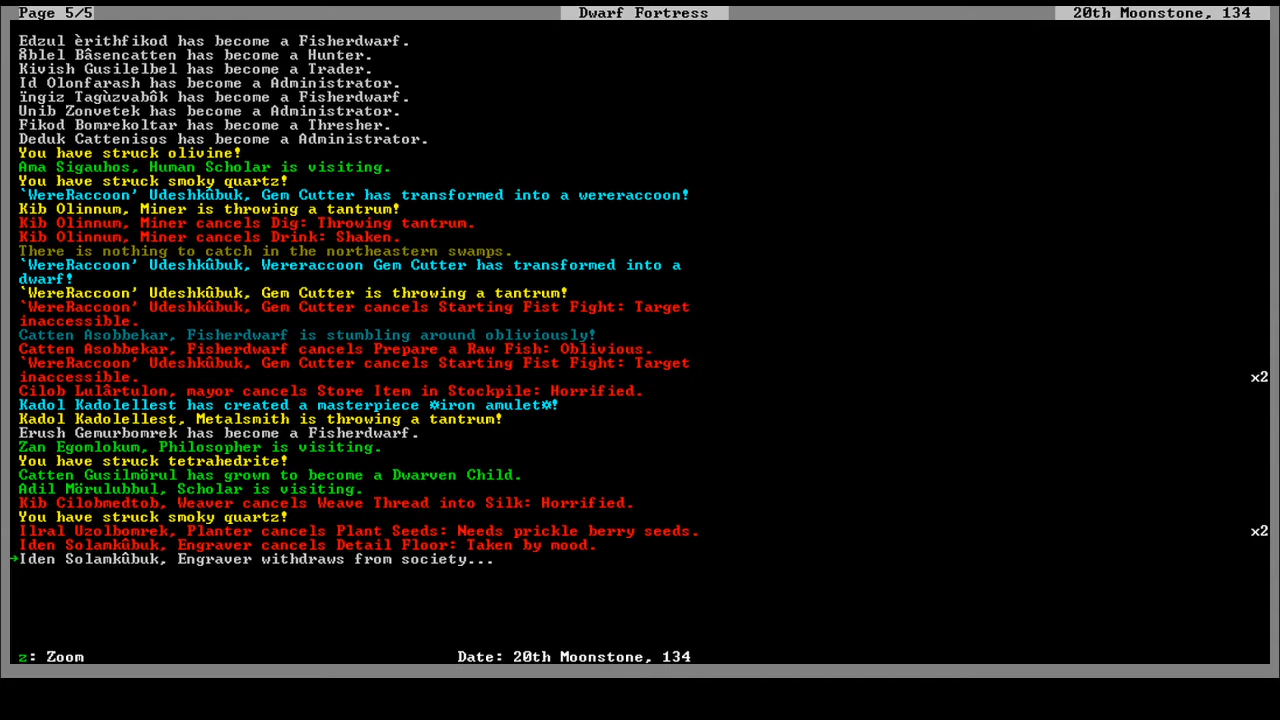 Page 5/5 Dwarf Fortress 20th Moonstone, 134
Edzul èrithfikod has become a Fisherdwarf.
Åblel Bâsencatten has become a Hunter.
Kivish Gusilelbel has become a Trader.
Id Olonfarash has become a Administrator.
ïngiz Tagùzvabôk has become a Fisherdwarf.
Unib Zonvetek has become a Administrator.
Fikod Bomrekoltar has become a Thresher.
Deduk Cattenisos has become a Administrator.
You have struck olivine!
Ama Sigauhos, Human Scholar is visiting.
You have struck smoky quartz!
`WereRaccoon' Udeshkûbuk, Gem Cutter has transformed into a wereraccoon!
Kib Olinnum, Miner is throwing a tantrum!
Kib Olinnum, Miner cancels Dig: Throwing tantrum.
Kib Olinnum, Miner cancels Drink: Shaken.
There is nothing to catch in the northeastern swamps.
`WereRaccoon' Udeshkûbuk, Wereraccoon Gem Cutter has transformed into a
dwarf!
`WereRaccoon' Udeshkûbuk, Gem Cutter is throwing a tantrum!
`WereRaccoon' Udeshkûbuk, Gem Cutter cancels Starting Fist Fight: Target
inaccessible.
Catten Asobbekar, Fisherdwarf is stumbling around obliviously!
Catten Asobbekar, Fisherdwarf cancels Prepare a Raw Fish: Oblivious.
`WereRaccoon' Udeshkûbuk, Gem Cutter cancels Starting Fist Fight: Target
inaccessible. x2
Cilob Lulârtulon, mayor cancels Store Item in Stockpile: Horrified.
Kadol Kadolellest has created a masterpiece ☼iron amulet☼!
Kadol Kadolellest, Metalsmith is throwing a tantrum!
Erush Gemurbomrek has become a Fisherdwarf.
Zan Egomlokum, Philosopher is visiting.
You have struck tetrahedrite!
Catten Gusilmörul has grown to become a Dwarven Child.
Adil Mörulubbul, Scholar is visiting.
Kib Cilobmedtob, Weaver cancels Weave Thread into Silk: Horrified.
You have struck smoky quartz!
Ilral Uzolbomrek, Planter cancels Plant Seeds: Needs prickle berry seeds. x2
Iden Solamkûbuk, Engraver cancels Detail Floor: Taken by mood.
→Iden Solamkûbuk, Engraver withdraws from society...
z: Zoom Date: 20th Moonstone, 134